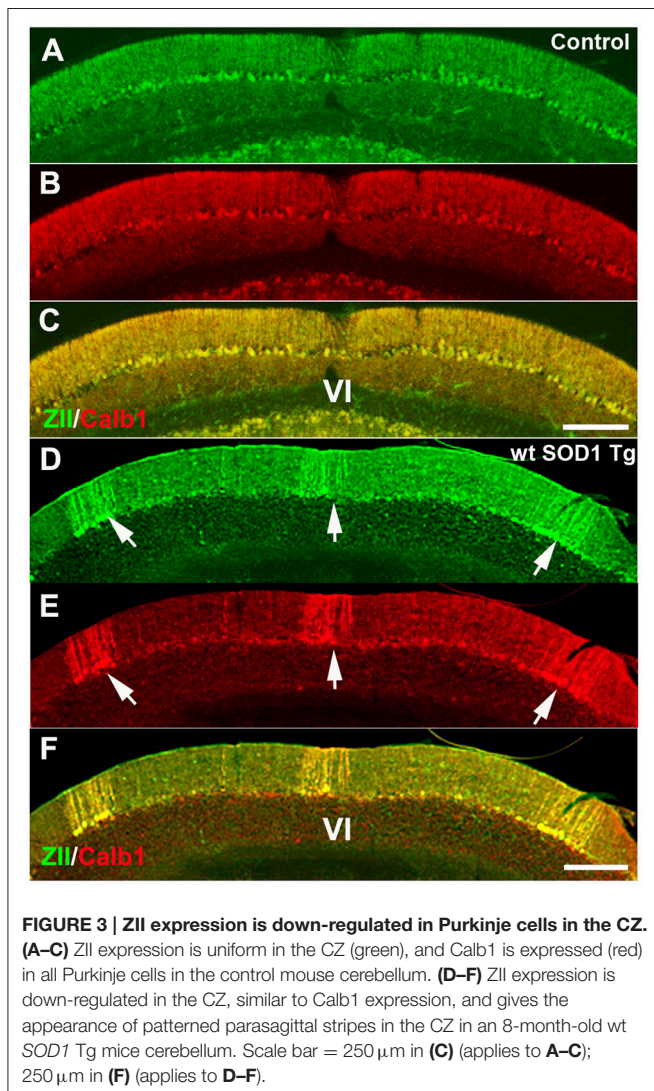 A
Control
B
C
VI
ZII/Calb1
D
wt SOD1 Tg
E
F
VI
ZII/Calb1
FIGURE 3 | ZII expression is down-regulated in Purkinje cells in the CZ.
(A–C) ZII expression is uniform in the CZ (green), and Calb1 is expressed (red)
in all Purkinje cells in the control mouse cerebellum. (D–F) ZII expression is
down-regulated in the CZ, similar to Calb1 expression, and gives the
appearance of patterned parasagittal stripes in the CZ in an 8-month-old wt
SOD1 Tg mice cerebellum. Scale bar = 250 μm in (C) (applies to A–C);
250 μm in (F) (applies to D–F).